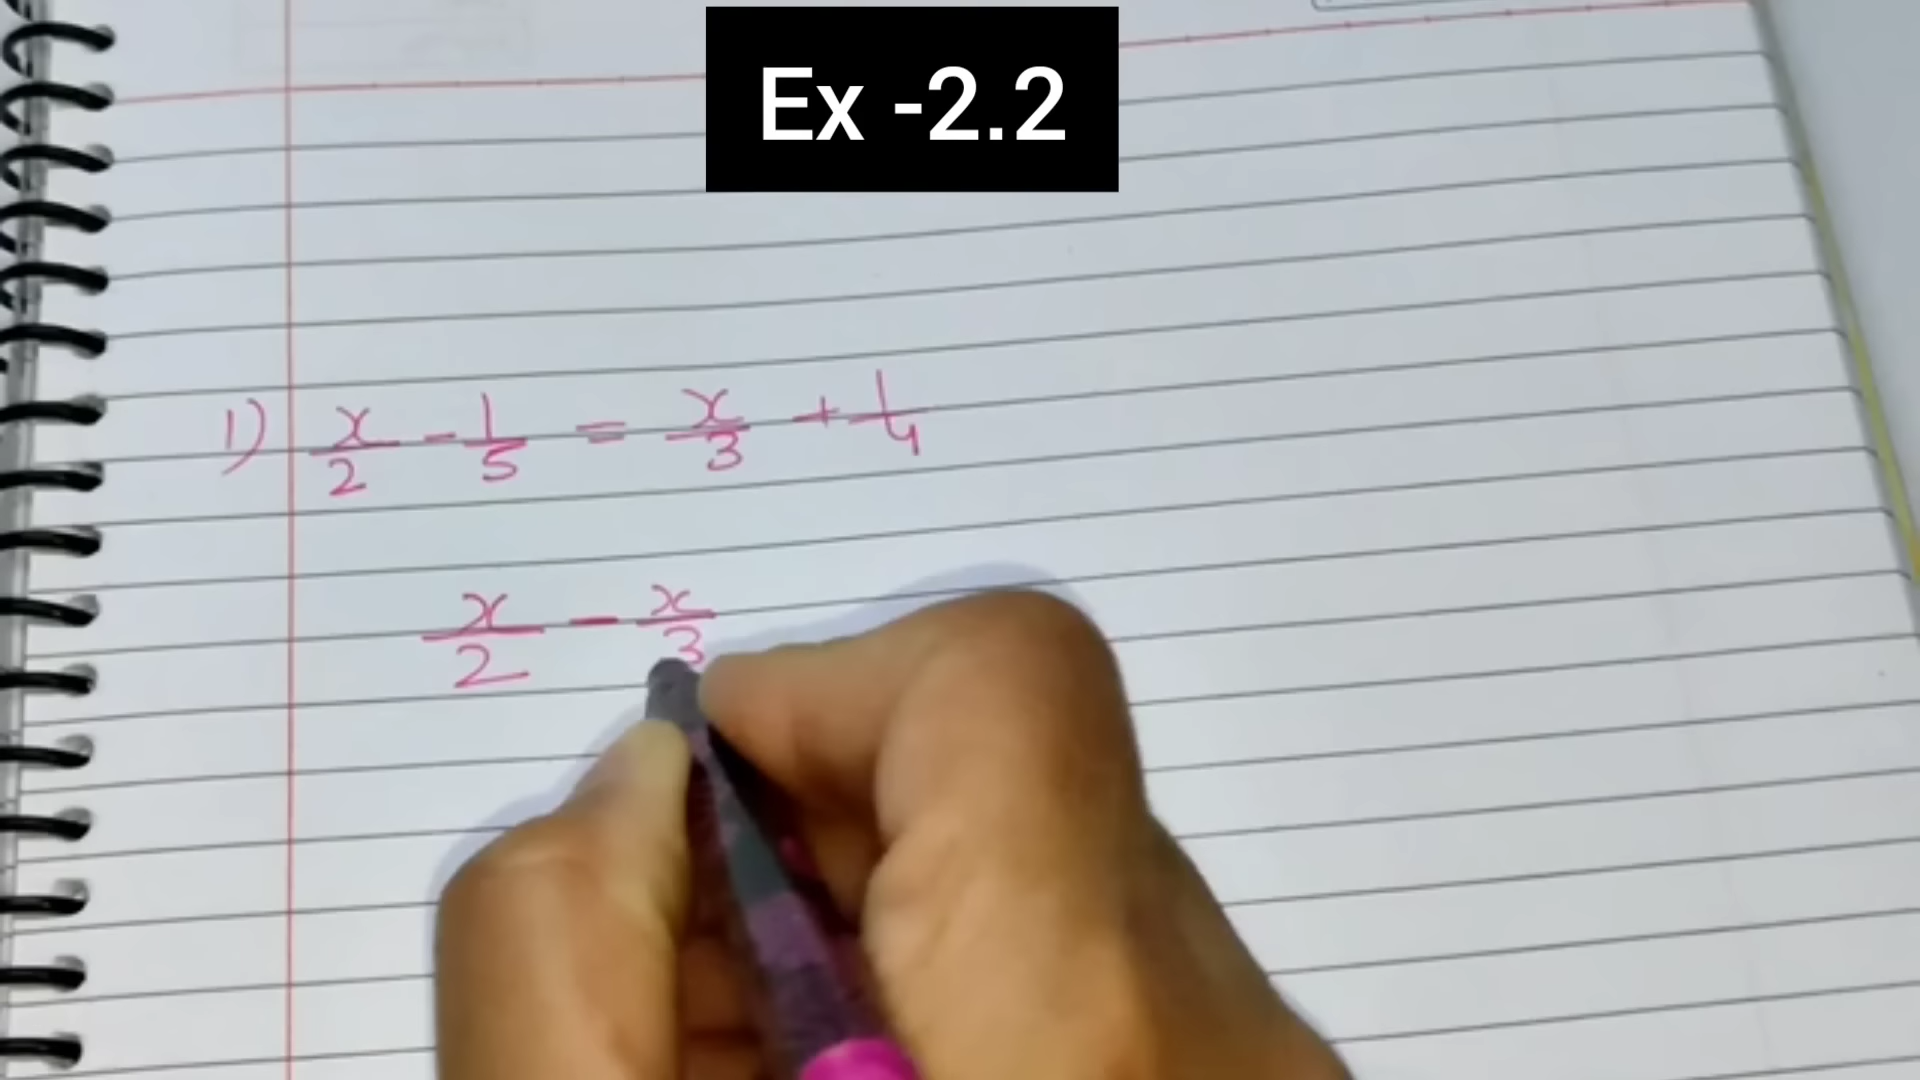 Ex -2.2
1) x/2 - 1/5 = x/3 + 1/4
x/2 - x/3